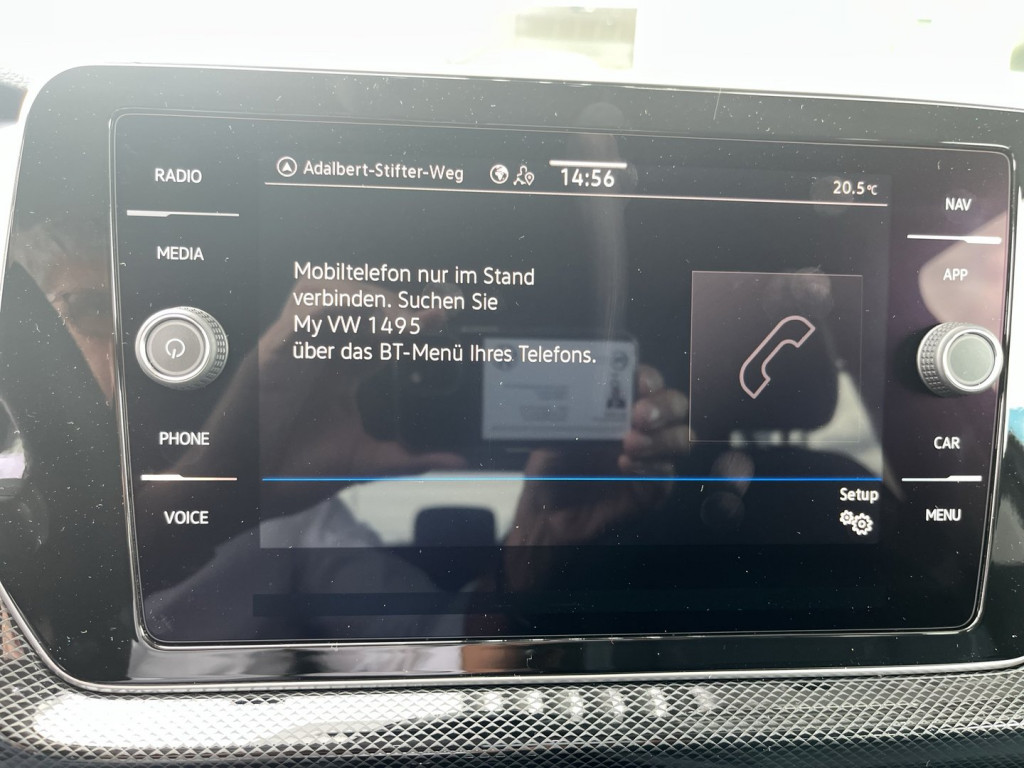 RADIO
MEDIA
PHONE
VOICE
Adalbert-Stifter-Weg
14:56
20.5°C
Mobiltelefon nur im Stand
verbinden. Suchen Sie
My VW 1495
über das BT-Menü Ihres Telefons.
Setup
NAV
APP
CAR
MENU